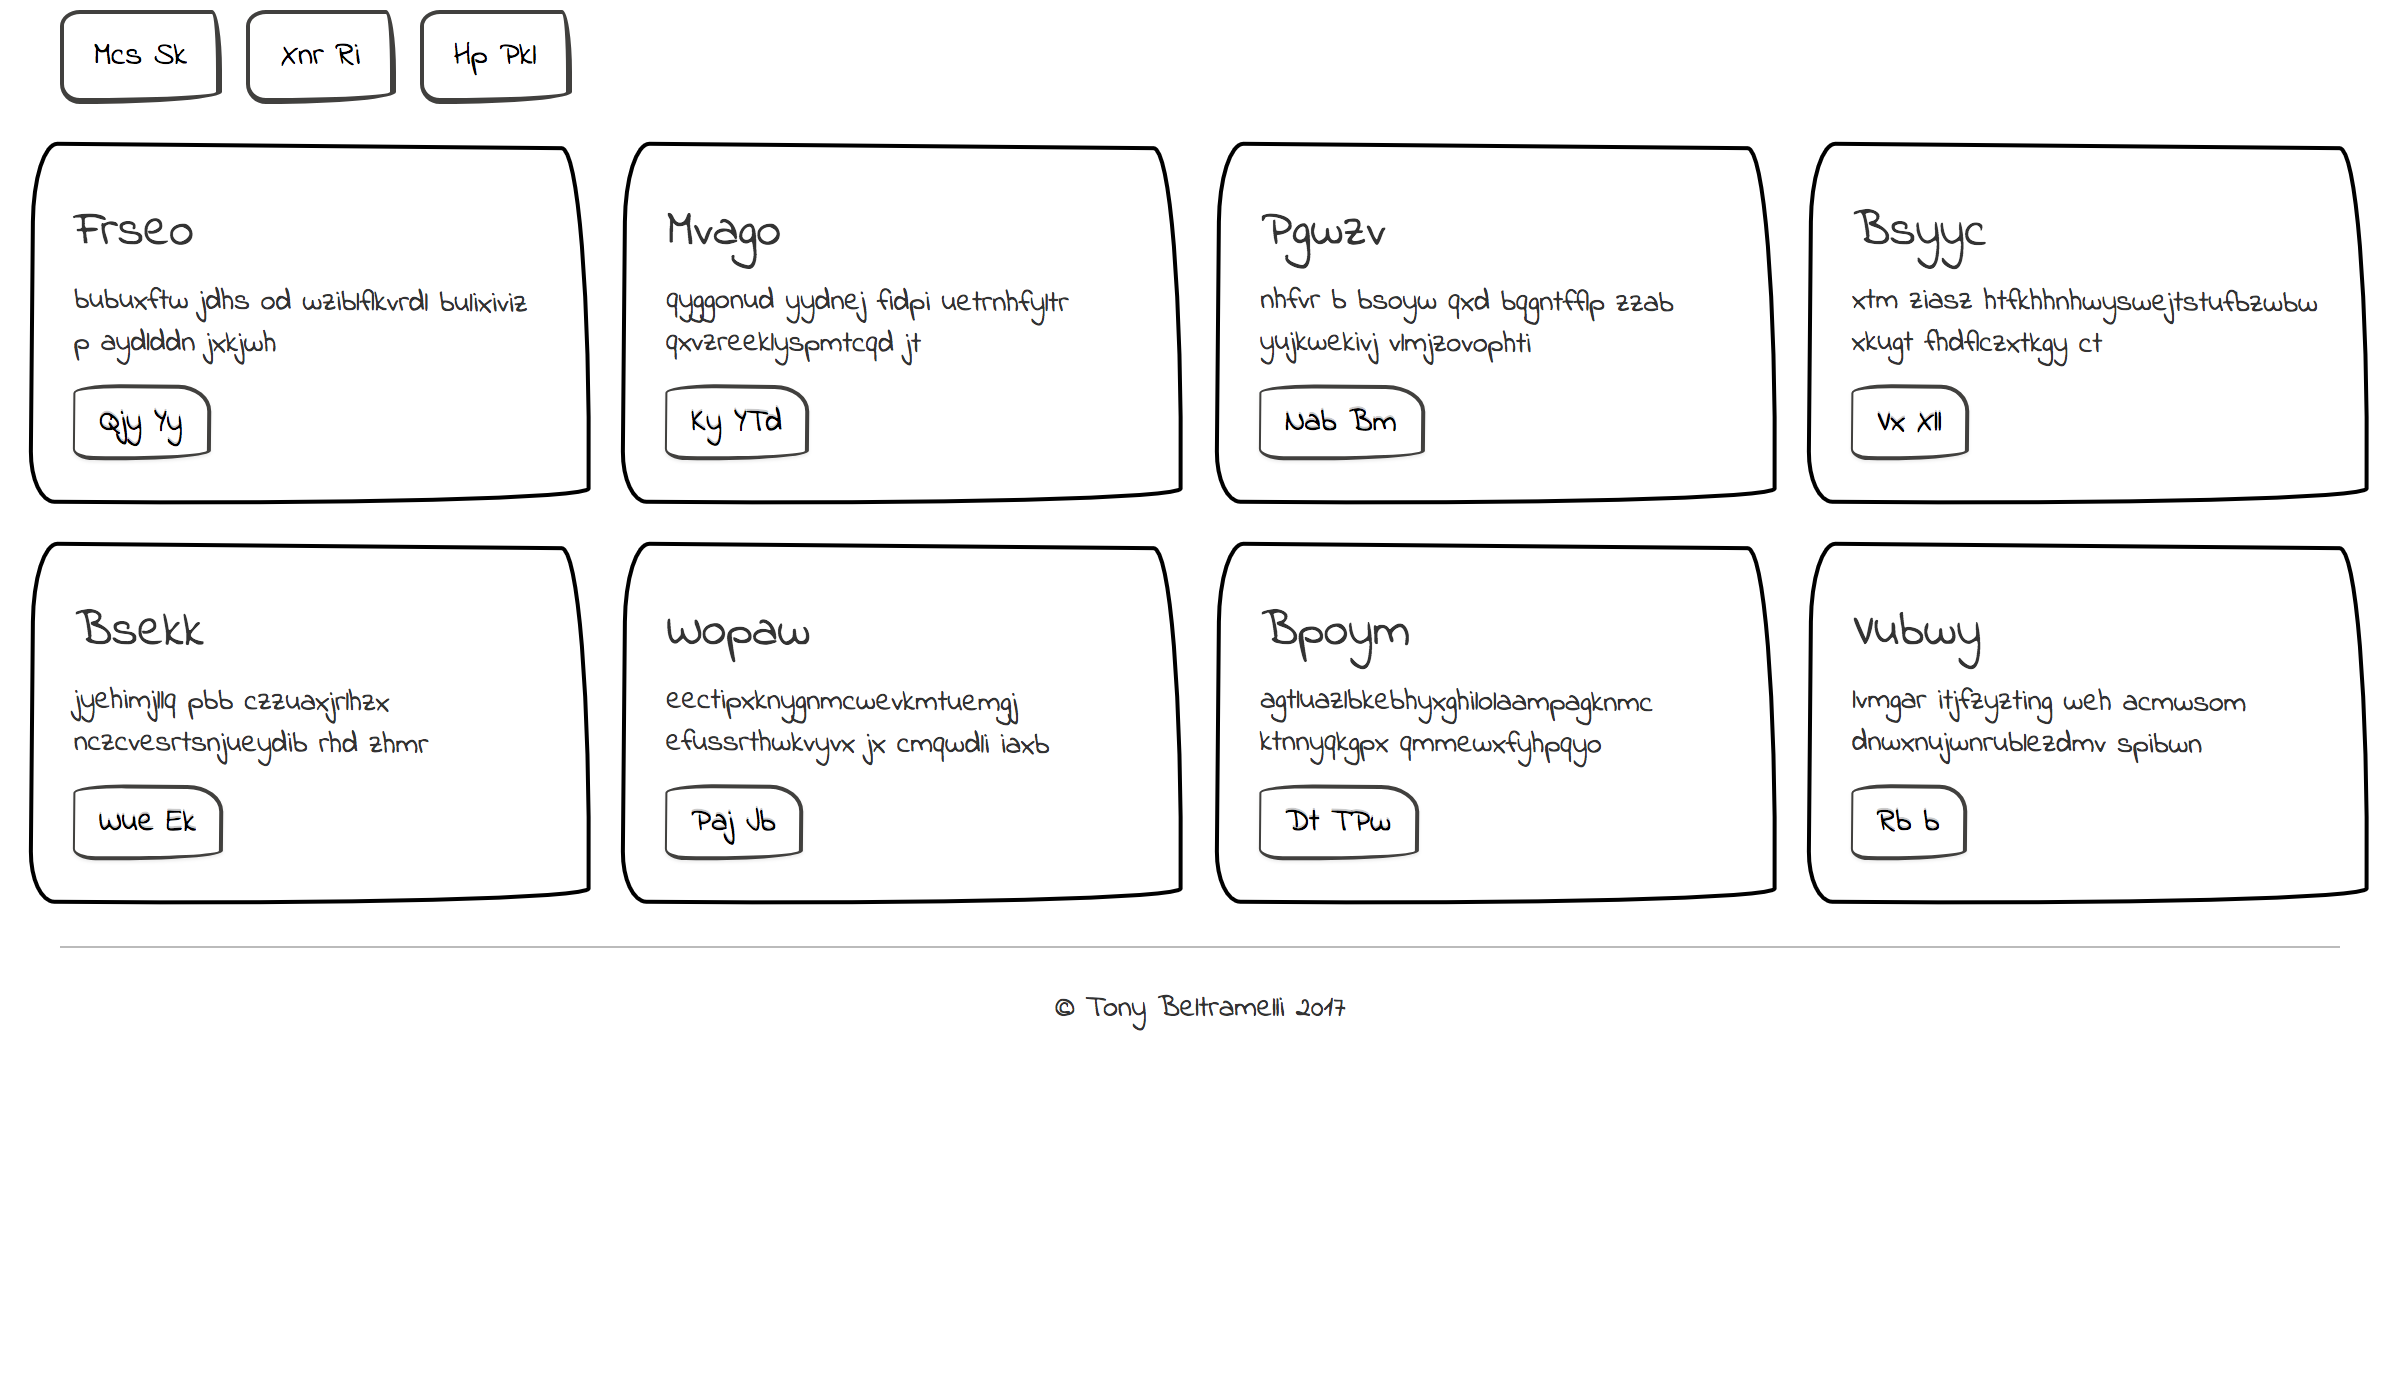 Mcs Sk
Xnr Ri
Hp Pkl
Frseo
bubuxftw jdhs od wziblflkvrdl bulixiviz
p aydlddn jxkjwh
Qjy Yy
Mvago
qyggonud yydnej fidpi uetrnhfyltr
qxvzreeklyspmtcqd jt
Ky YTd
Pgwzv
nhfvr b bsoyw qxd bqgntfflp zzab
yujkwekivj vlmjzovophti
Nab Bm
Bsyyc
xtm ziasz htfkhhnhwyswejtstufbzwbw
xkugt fhdflczxtkgy ct
Vx Xll
Bsekk
jyehimjllq pbb czzuaxjrlhzx
nczcvesrtsnjueydib rhd zhmr
Wue Ek
Wopaw
eectipxknygnmcwevkmtuemgj
efussrthwkvyvx jx cmqwdli iaxb
Paj Jb
Bpoym
agtluazlbkebhyxghilolaampagknmc
ktnnyqkgpx qmmewxfyhpqyo
Dt TPw
Vubwy
lvmgar itjfzyzting weh acmwsom
dnwxnujwnrublezdmv spibwn
Rb b
© Tony Beltramelli 2017